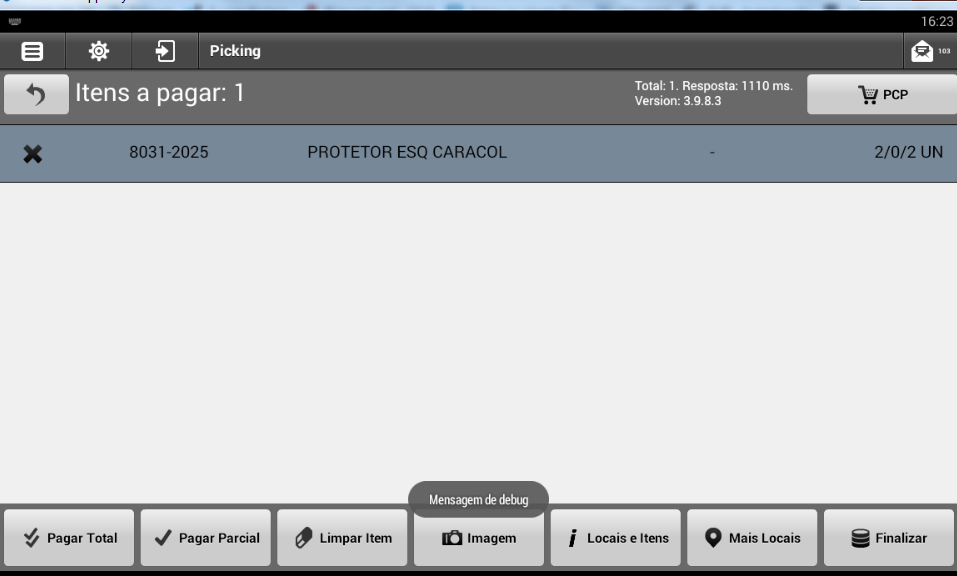 16:23
Picking
103
Itens a pagar: 1
Total: 1. Resposta: 1110 ms.
Version: 3.9.8.3
PCP
8031-2025 PROTETOR ESQ CARACOL - 2/0/2 UN
Mensagem de debug
Pagar Total
Pagar Parcial
Limpar Item
Imagem
Locais e Itens
Mais Locais
Finalizar